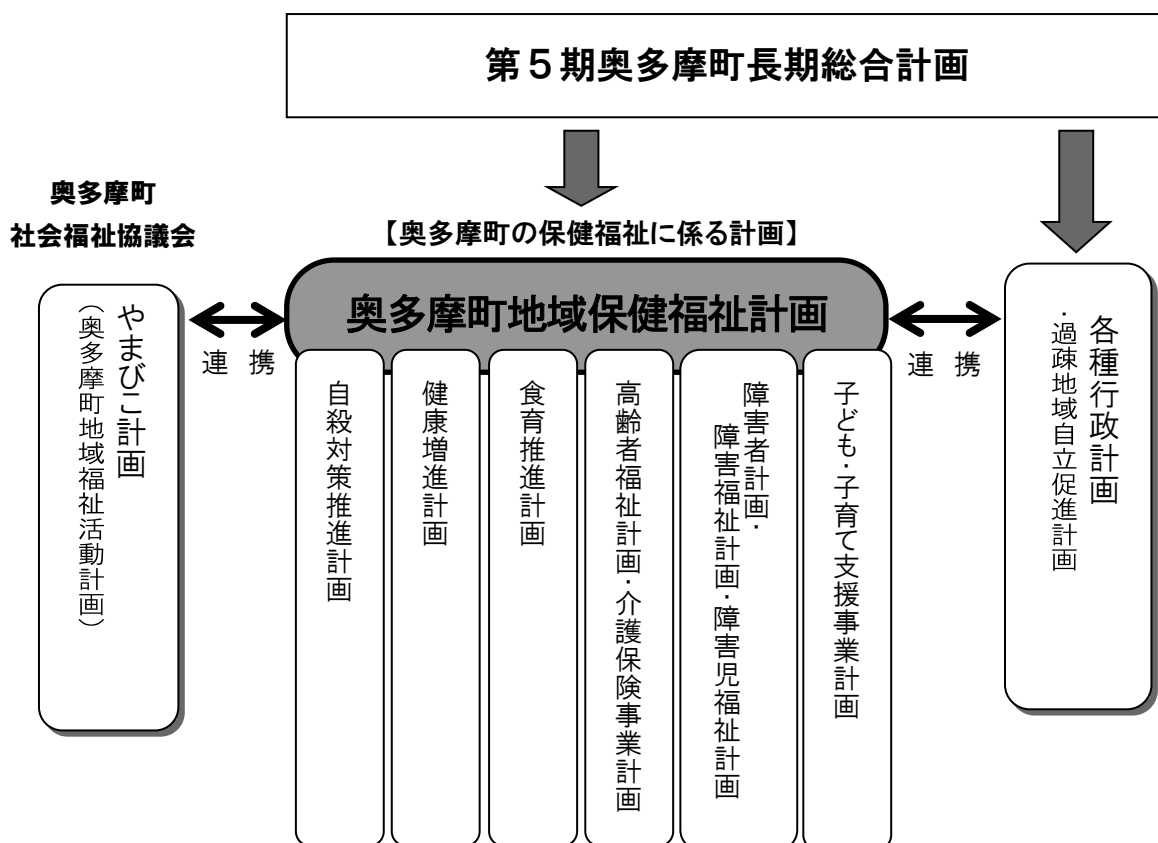 第５期奥多摩町長期総合計画
奥多摩町
社会福祉協議会
【奥多摩町の保健福祉に係る計画】
やまびこ計画
（奥多摩町地域福祉活動計画）
連携
奥多摩町地域保健福祉計画
連携
各種行政計画
・過疎地域自立促進計画
自殺対策推進計画
健康増進計画
食育推進計画
高齢者福祉計画・介護保険事業計画
障害者計画・
障害福祉計画・障害児福祉計画
子ども・子育て支援事業計画